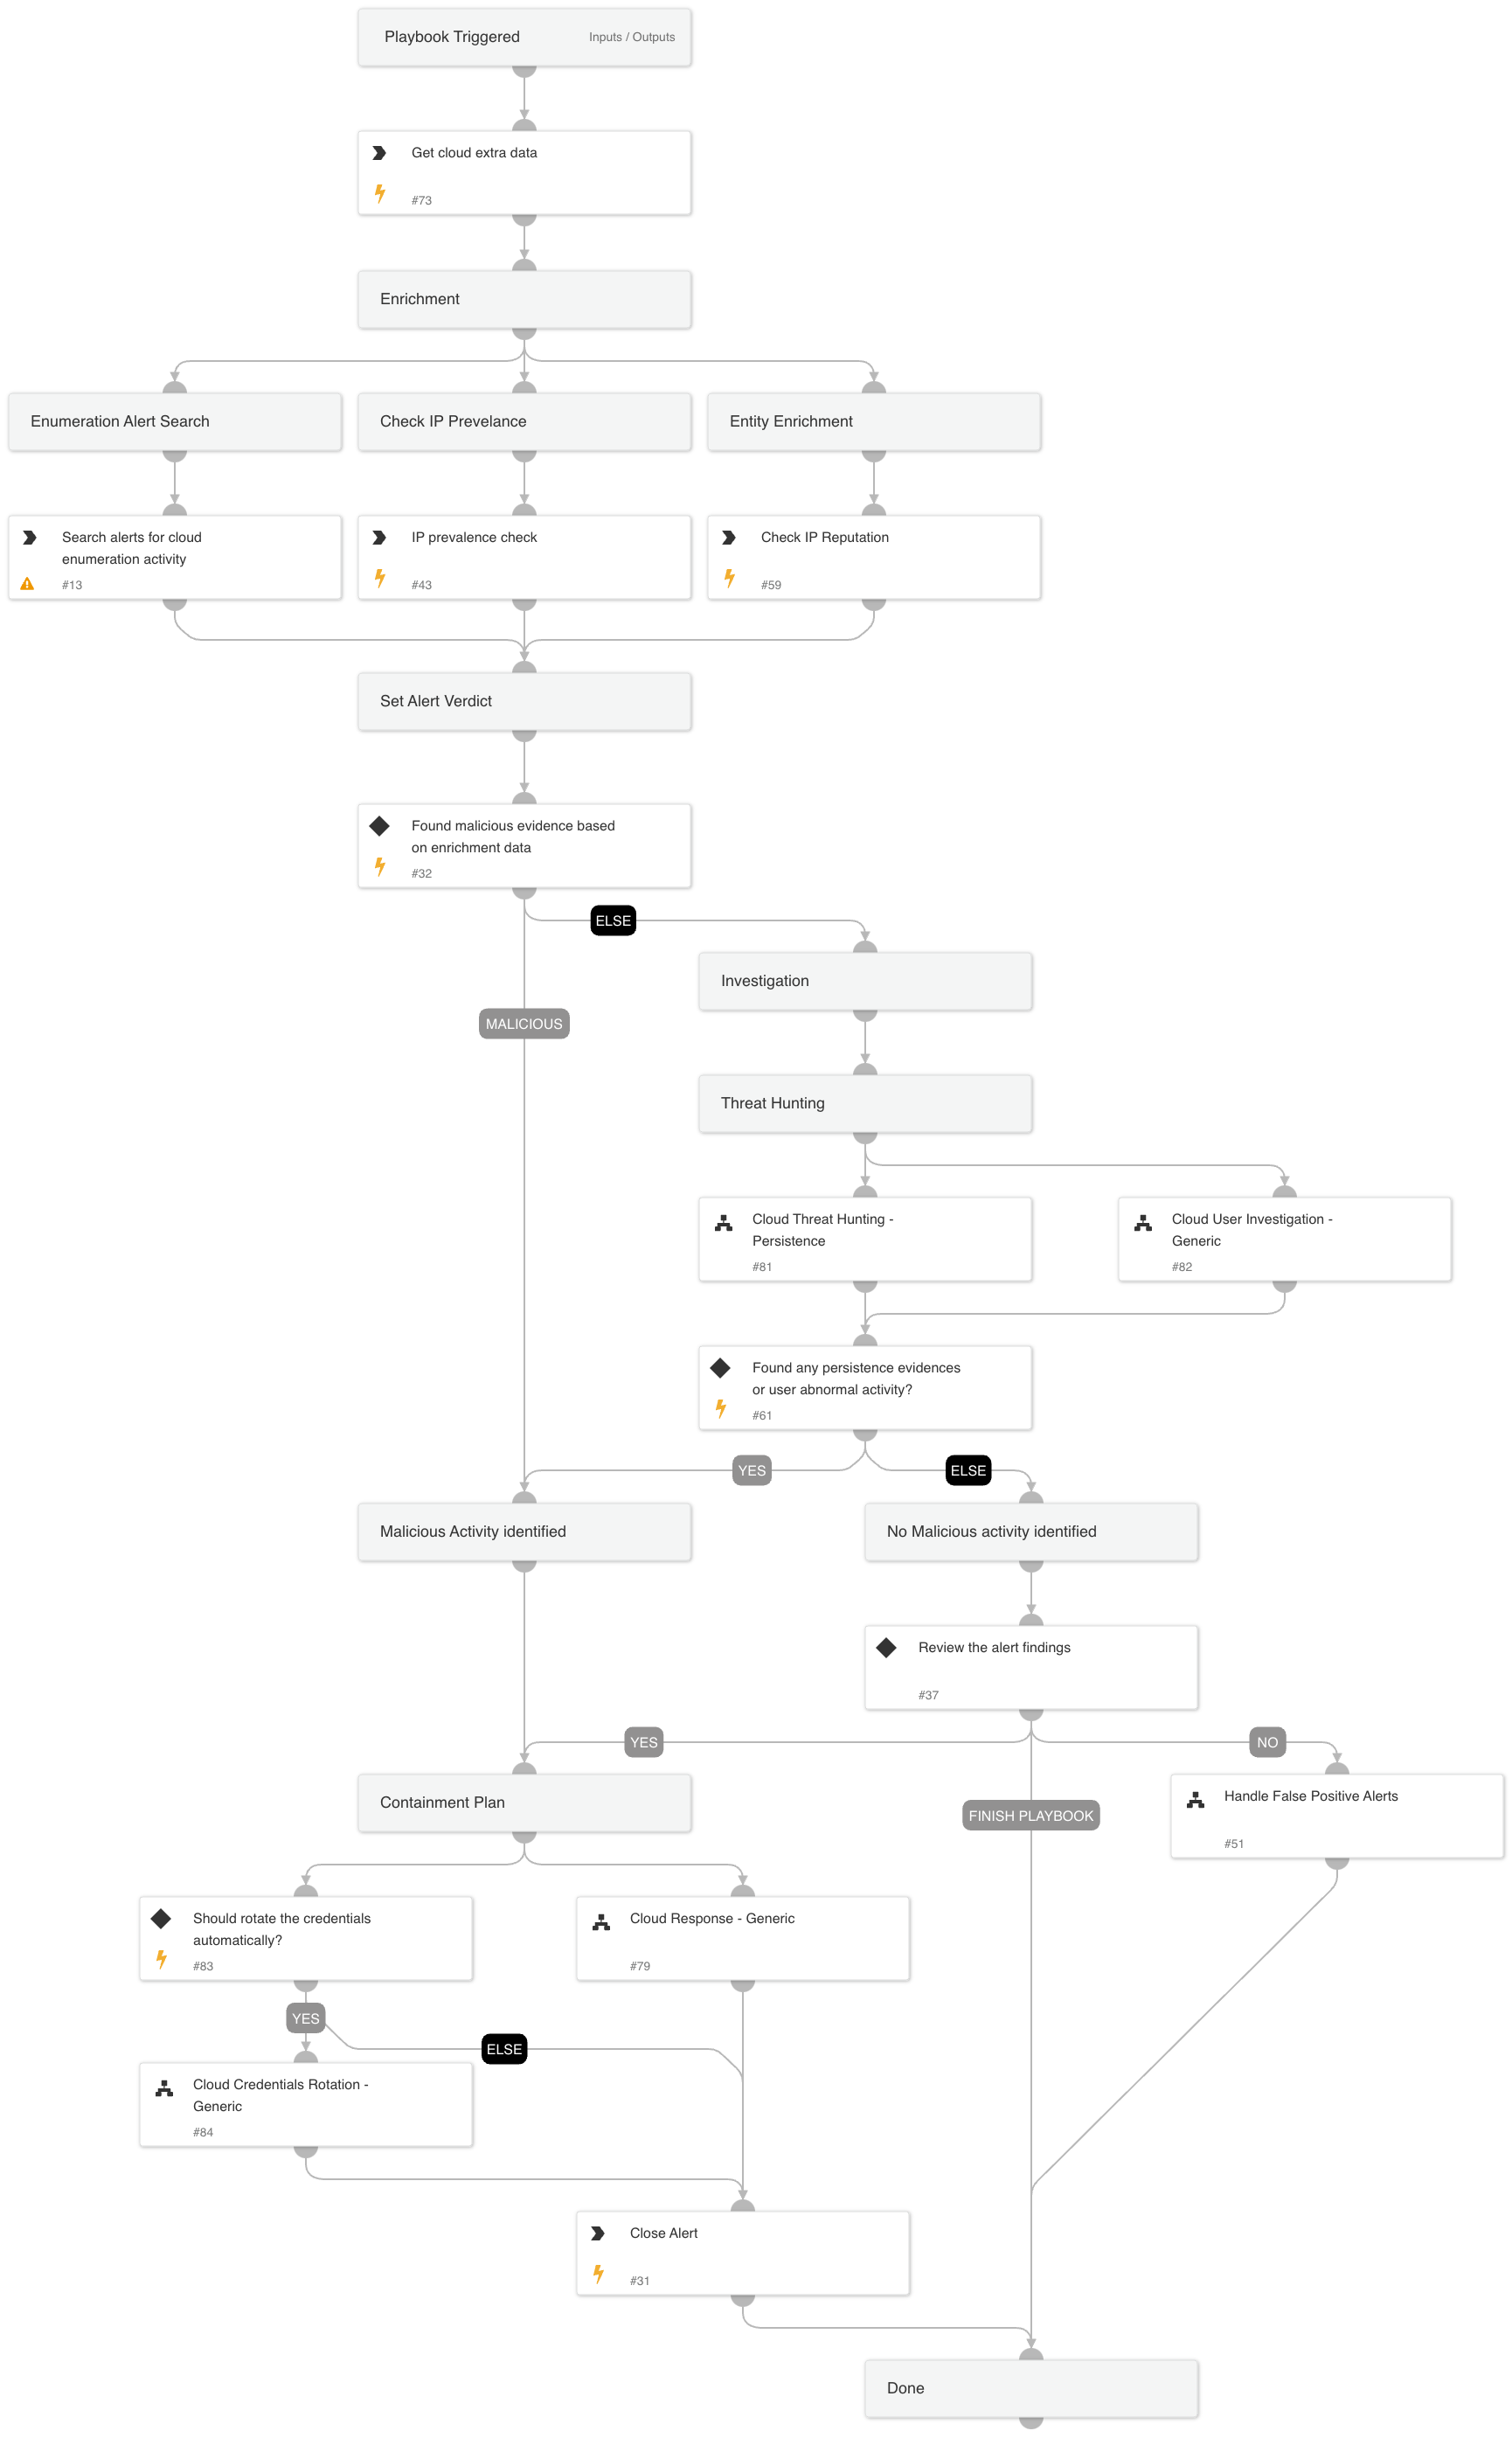 Playbook Triggered
Inputs / Outputs
Get cloud extra data
#73
Enrichment
Enumeration Alert Search
Check IP Prevelance
Entity Enrichment
Search alerts for cloud
enumeration activity
#13
IP prevalence check
#43
Check IP Reputation
#59
Set Alert Verdict
Found malicious evidence based
on enrichment data
#32
ELSE
Investigation
MALICIOUS
Threat Hunting
Cloud Threat Hunting -
Persistence
#81
Cloud User Investigation -
Generic
#82
Found any persistence evidences
or user abnormal activity?
#61
YES
ELSE
Malicious Activity identified
No Malicious activity identified
Review the alert findings
#37
YES
NO
Containment Plan
FINISH PLAYBOOK
Handle False Positive Alerts
#51
Should rotate the credentials
automatically?
#83
Cloud Response - Generic
#79
YES
ELSE
Cloud Credentials Rotation -
Generic
#84
Close Alert
#31
Done